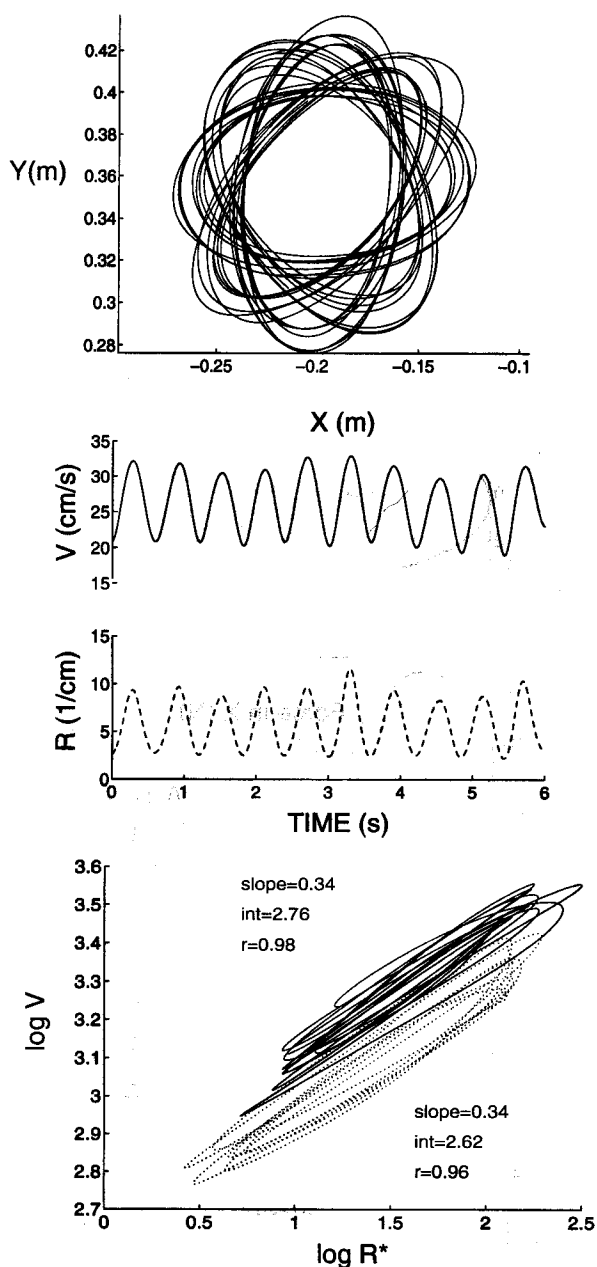 0.42
0.4
0.38
Y(m)
0.36
0.34
0.32
0.3
0.28
−0.25 −0.2 −0.15 −0.1
X (m)
35
30
25
20
15
V (cm/s)
15
10
5
0
R (1/cm)
0 1 2 3 4 5 6
TIME (s)
3.6
3.5
3.4
3.3
3.2
3.1
3
2.9
2.8
2.7
log V
slope=0.34
int=2.76
r=0.98
slope=0.34
int=2.62
r=0.96
0 0.5 1 1.5 2 2.5
log R*